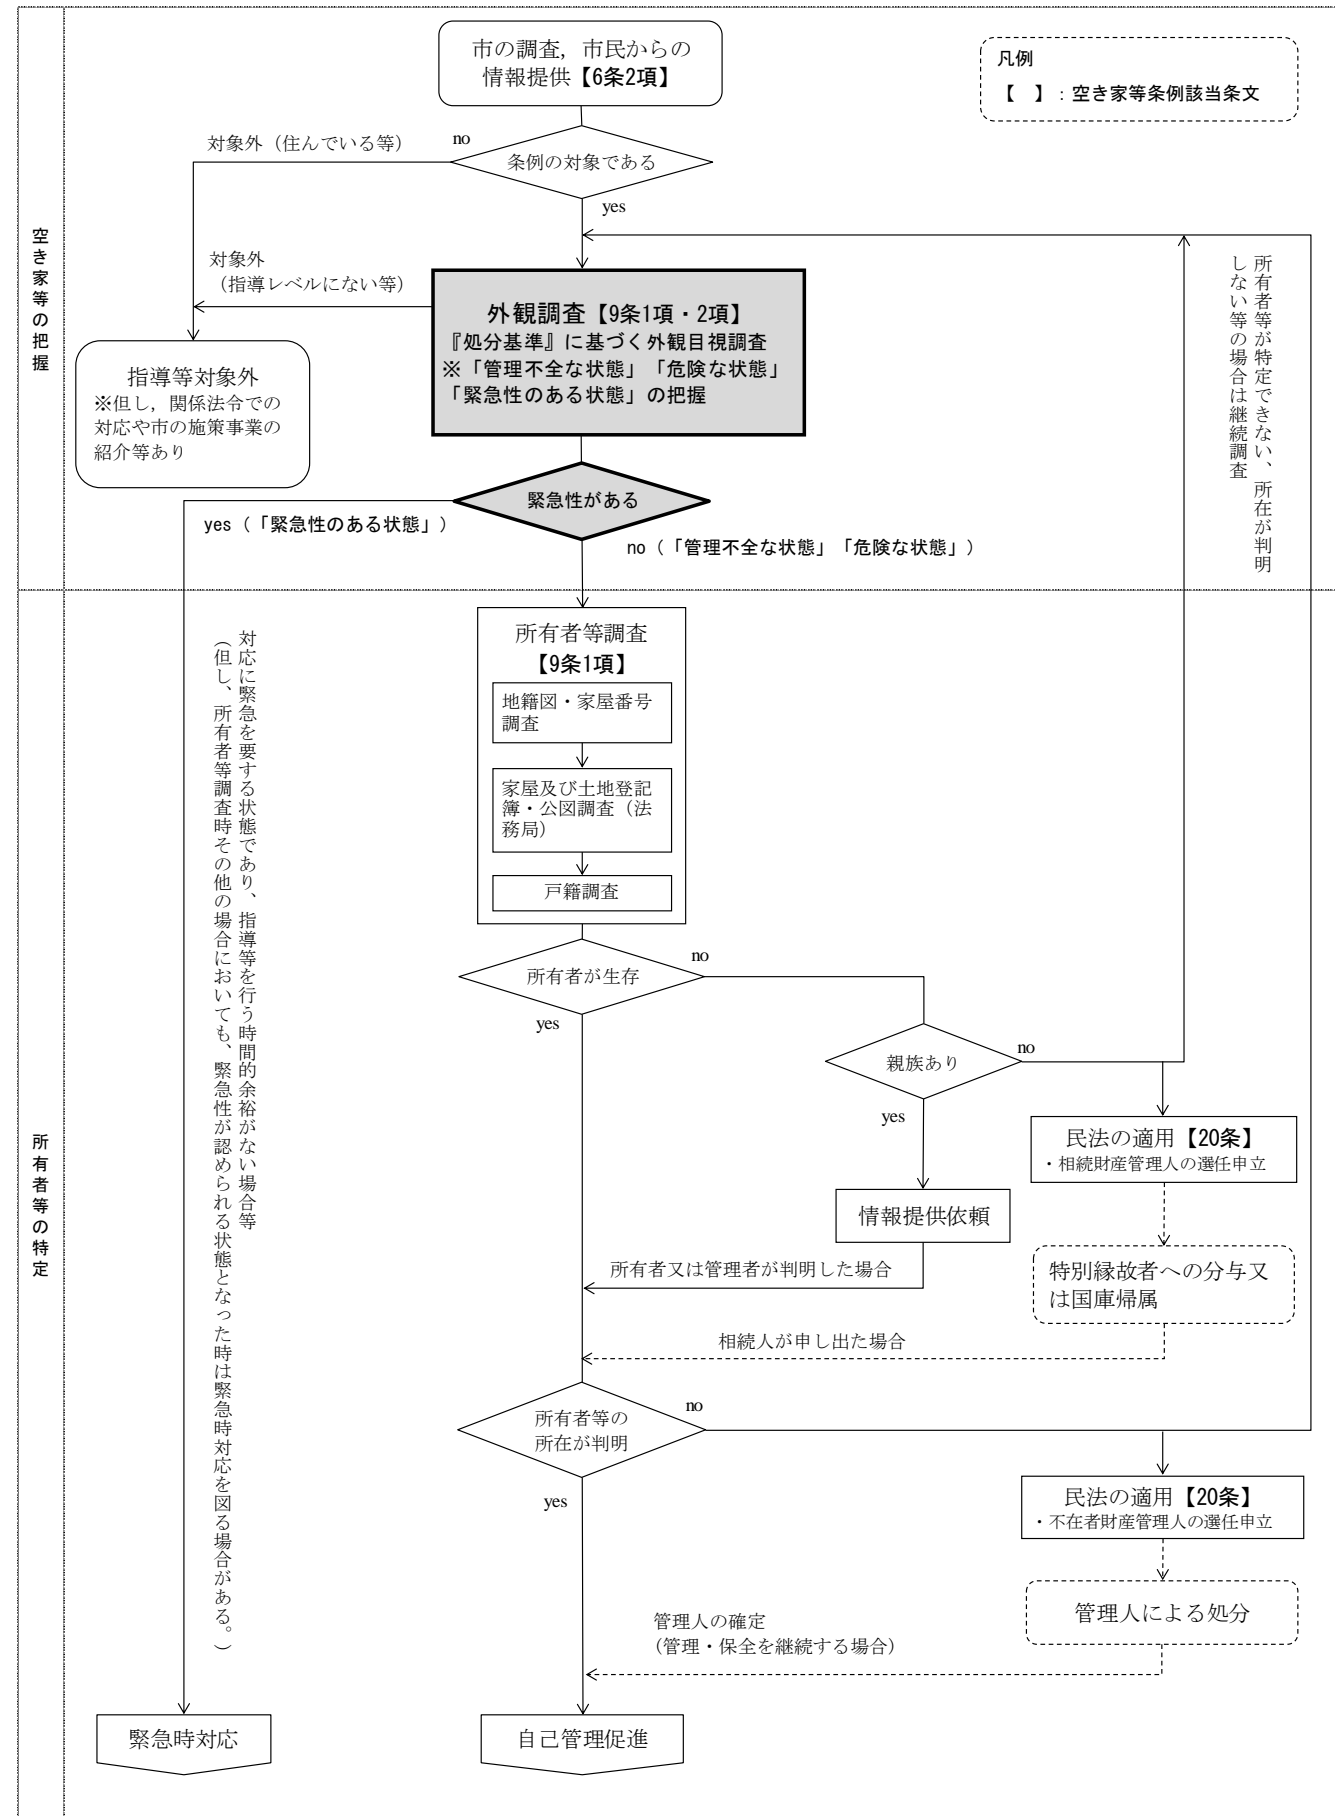 市の調査，市民からの
情報提供【6条2項】
凡例
【　】：空き家等条例該当条文
対象外（住んでいる等）
no
条例の対象である
yes
空き家等の把握
対象外
（指導レベルにない等）
外観調査【9条1項・2項】
『処分基準』に基づく外観目視調査
※「管理不全な状態」「危険な状態」
「緊急性のある状態」の把握
所有者等が特定できない、所在が判明
しない等の場合は継続調査
指導等対象外
※但し，関係法令での
対応や市の施策事業の
紹介等あり
緊急性がある
yes（「緊急性のある状態」）
no（「管理不全な状態」「危険な状態」）
所有者等の特定
対応に緊急を要する状態であり、指導等を行う時間的余裕がない場合等
（但し、所有者等調査時その他の場合においても、緊急性が認められる状態となった時は緊急時対応を図る場合がある。）
所有者等調査
【9条1項】
地籍図・家屋番号
調査
家屋及び土地登記
簿・公図調査（法
務局）
戸籍調査
所有者が生存
no
yes
親族あり
no
yes
民法の適用【20条】
・相続財産管理人の選任申立
情報提供依頼
所有者又は管理者が判明した場合
特別縁故者への分与又
は国庫帰属
相続人が申し出た場合
所有者等の
所在が判明
no
yes
民法の適用【20条】
・不在者財産管理人の選任申立
管理人による処分
管理人の確定
（管理・保全を継続する場合）
緊急時対応
自己管理促進